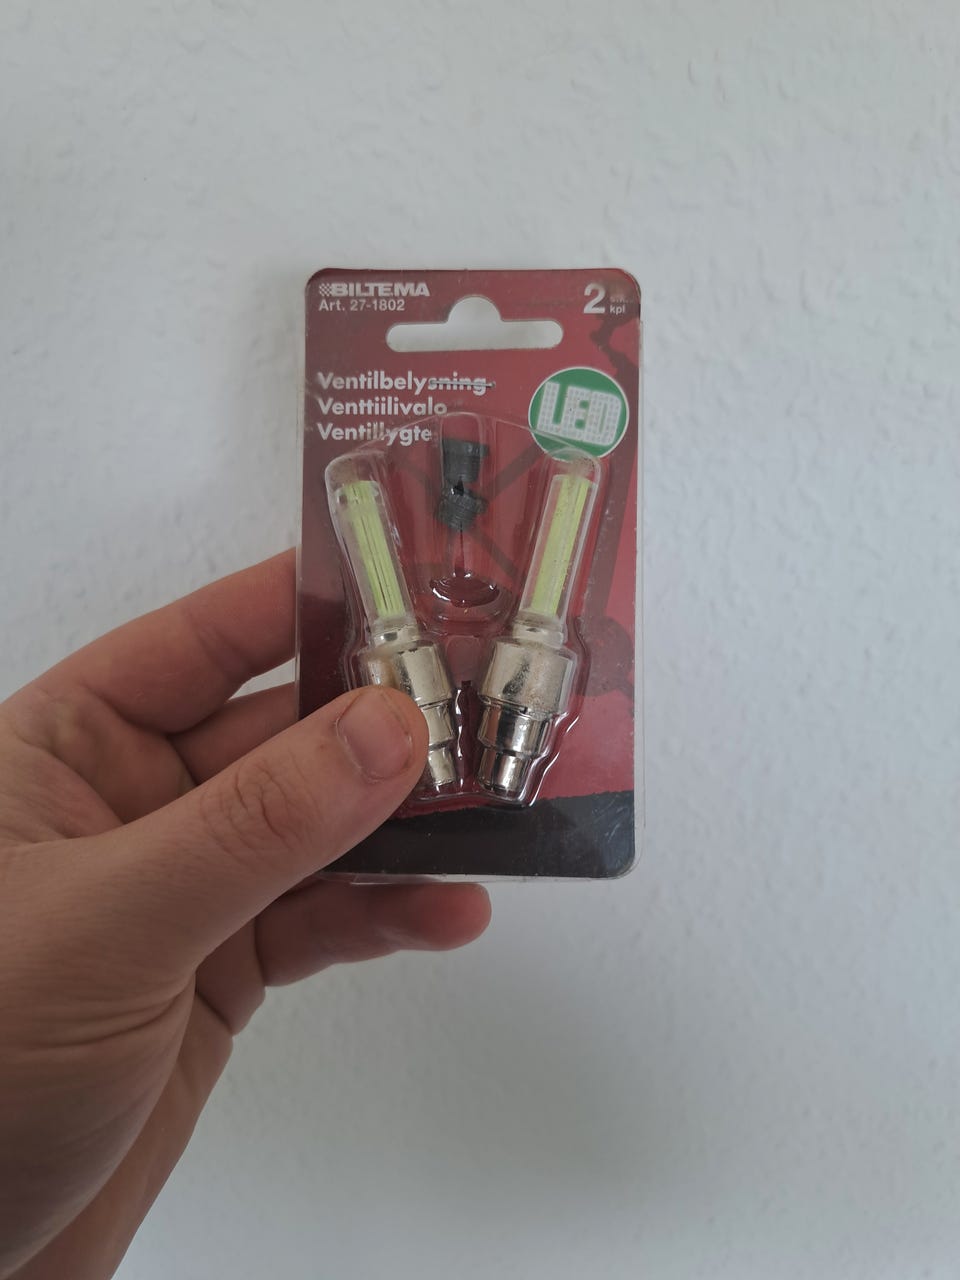 BILTEMA
Art. 27-1802
2 kpl
Ventilbelysning
Venttiilivalo
Ventillygte
LED